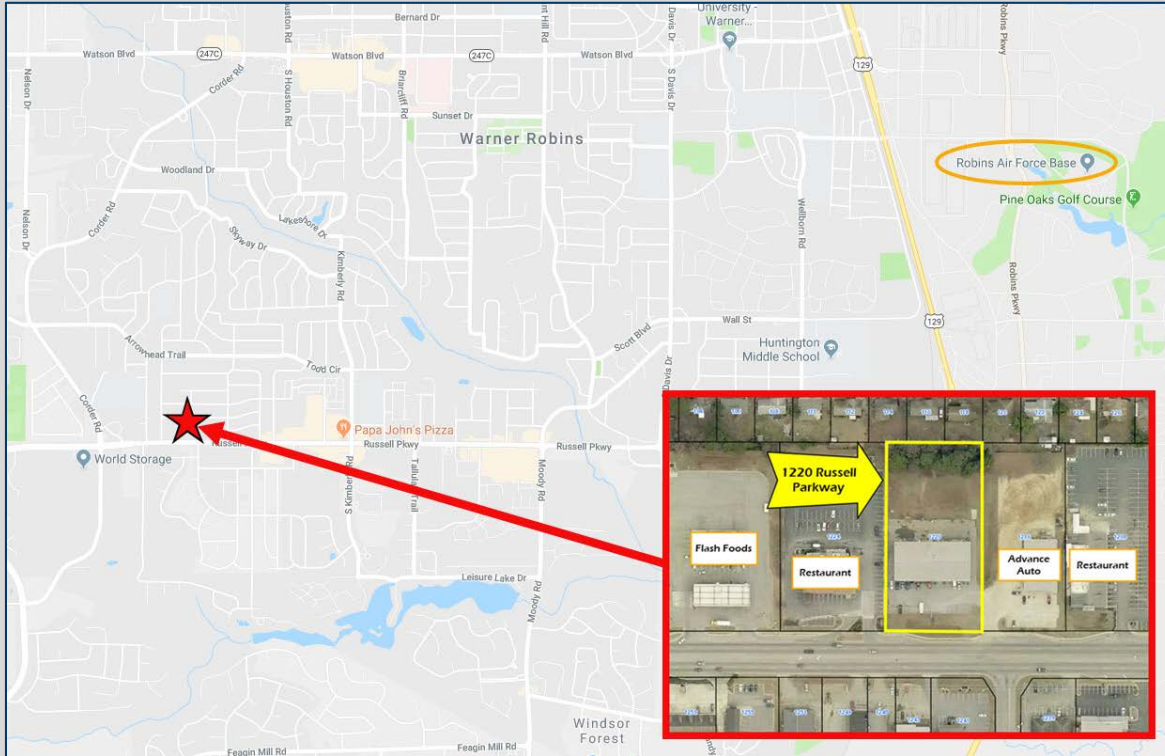 Bernard Dr
University -
Warner...
Robins Pkwy
Watson Blvd
247C
Watson Blvd
247C
Watson Blvd
129
S Houston Rd
Briarcliff Rd
S Davis Dr
Nelson Dr
Corder Rd
Sunset Dr
Warner Robins
Robins Air Force Base
Woodland Dr
Pine Oaks Golf Course
Nelson Dr
Corder Rd
Lakeshore Dr
Skyway Dr
Kimberly Rd
Wellborn Rd
Robins Pkwy
Wall St
129
Scott Blvd
Huntington
Middle School
Arrowhead Trail
Todd Cir
Corder Rd
Papa John's Pizza
Russell Pkwy
Russell Pkwy
World Storage
S Kimberly Rd
Moody Rd
1220 Russell
Parkway
1224
Flash Foods
Restaurant
Advance
Auto
Restaurant
Leisure Lake Dr
Moody Rd
Windsor
Forest
Feagin Mill Rd
Feagin Mill Rd